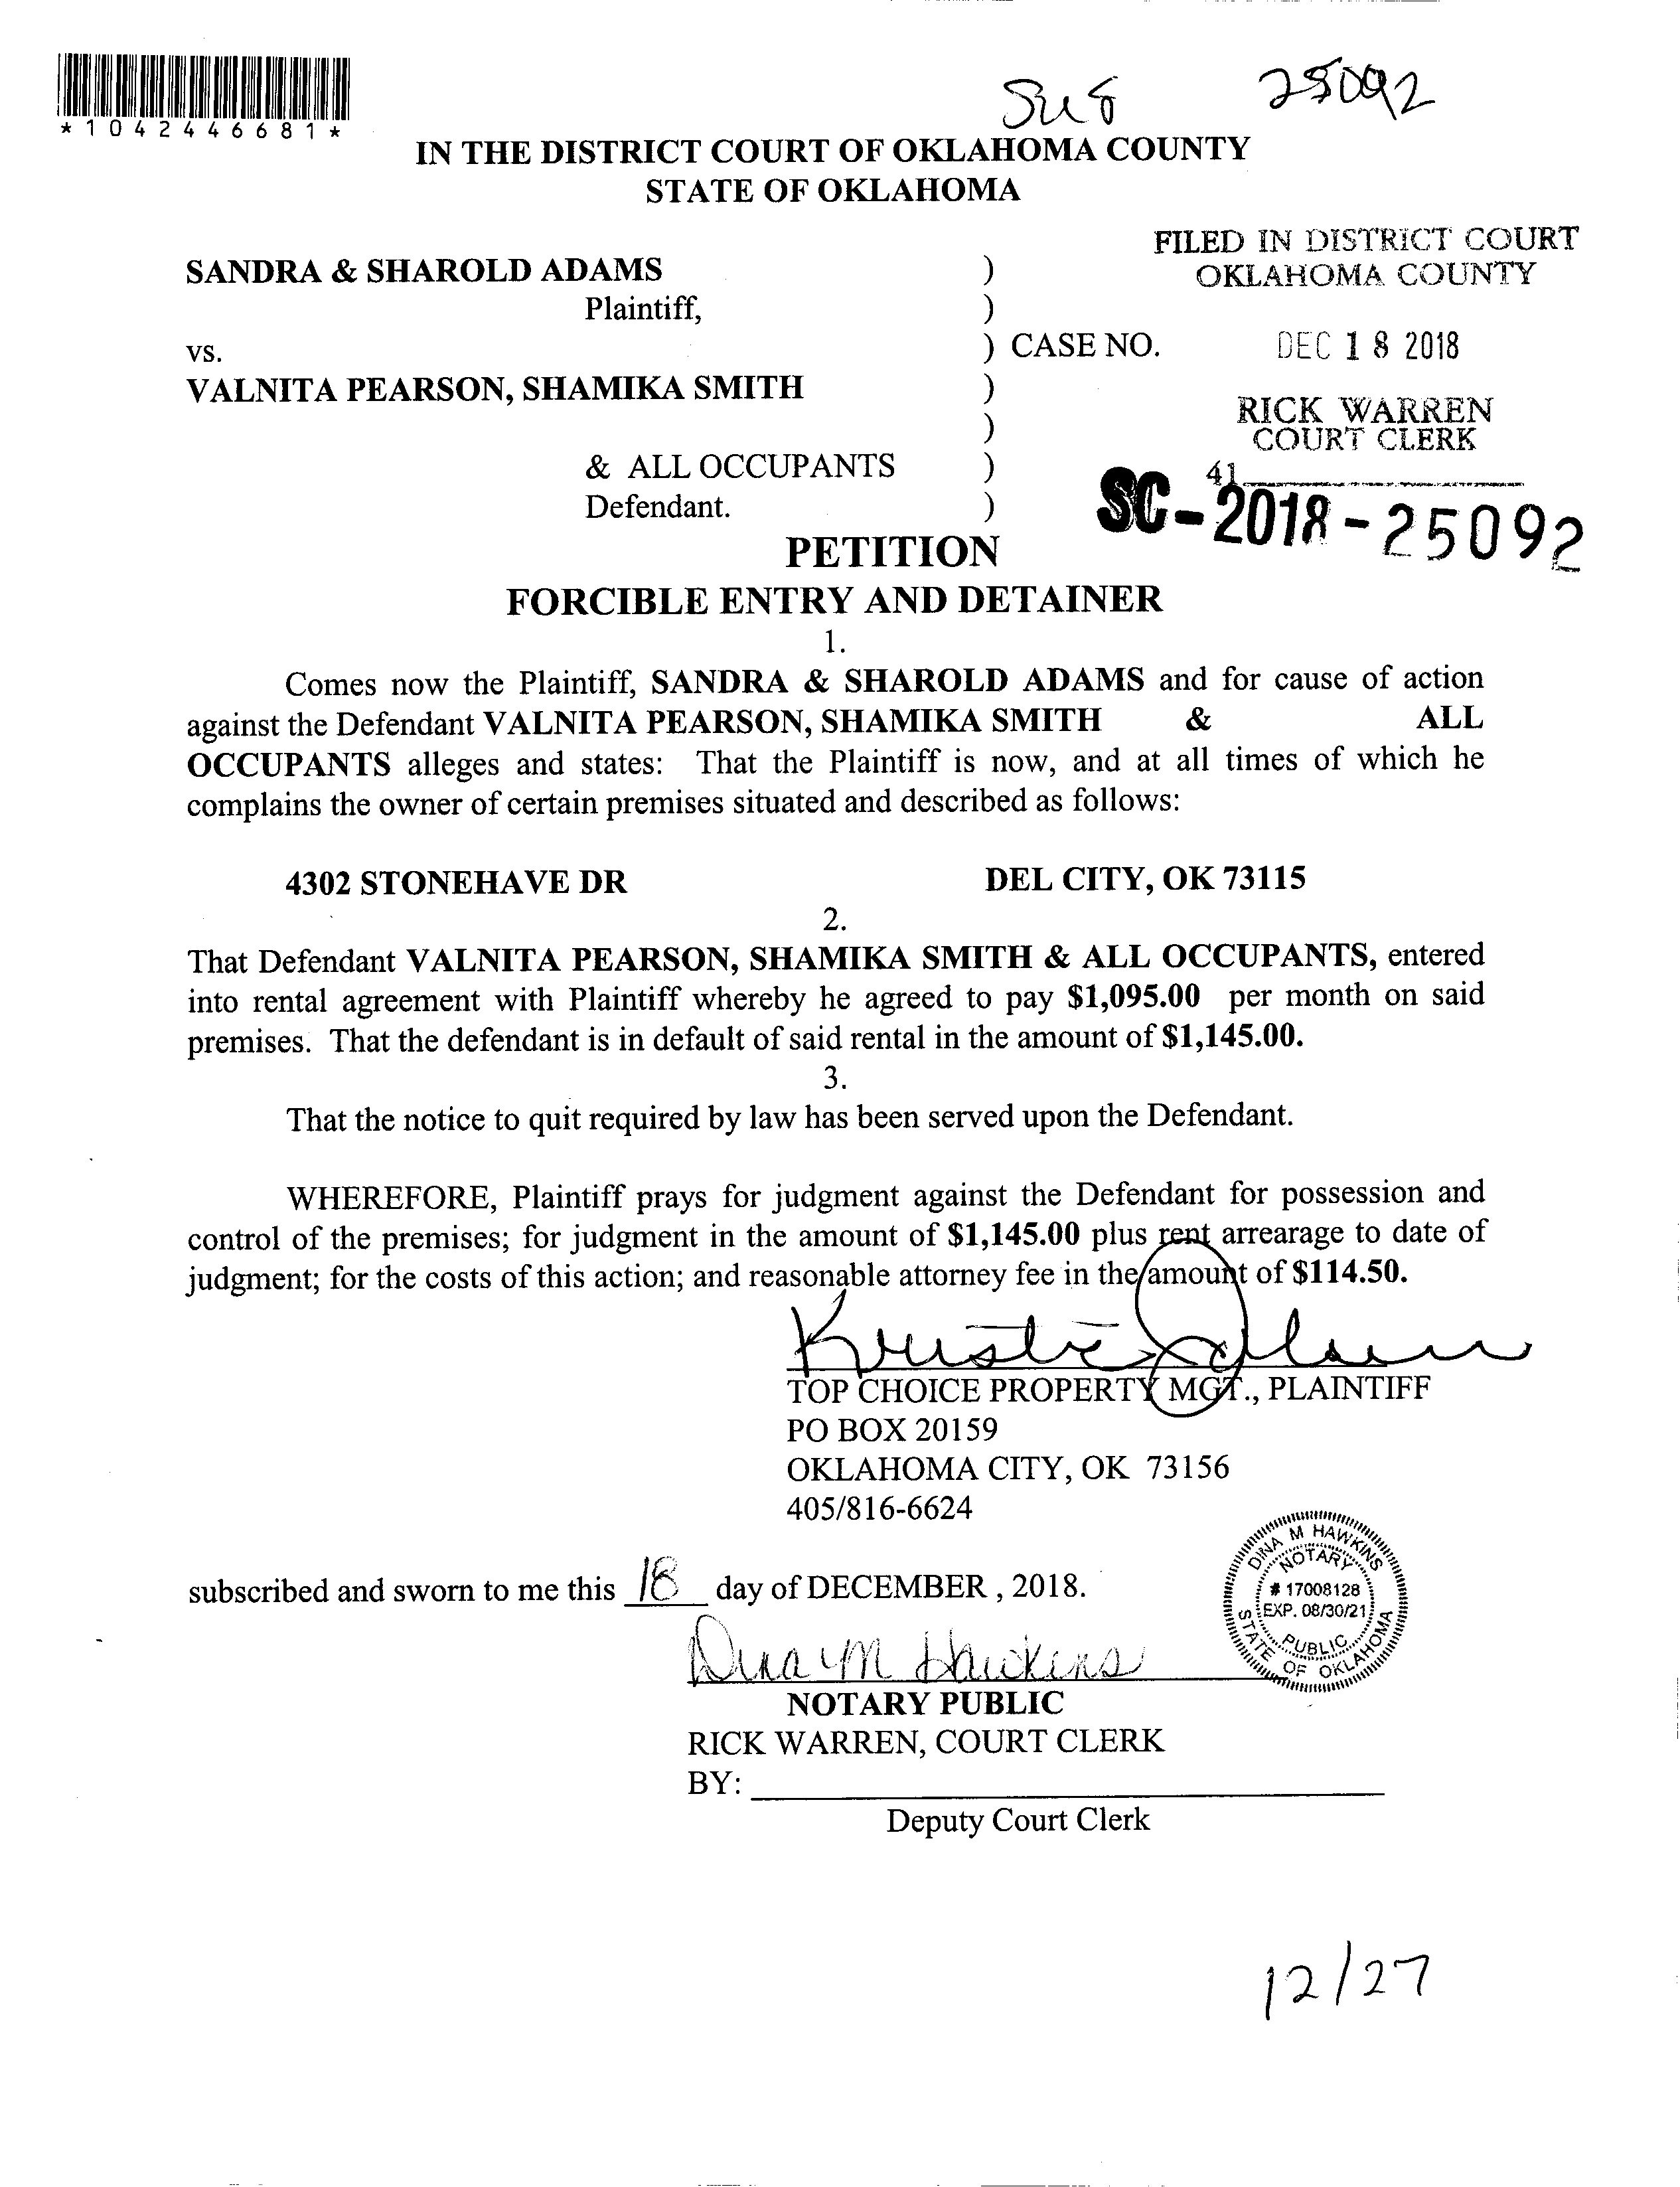 25092
*1042446681*
IN THE DISTRICT COURT OF OKLAHOMA COUNTY
STATE OF OKLAHOMA
FILED IN DISTRICT COURT
OKLAHOMA COUNTY
SANDRA & SHAROLD ADAMS )
Plaintiff, )
vs. ) CASE NO. DEC 18 2018
VALNITA PEARSON, SHAMIKA SMITH )
)
RICK WARREN
COURT CLERK
& ALL OCCUPANTS )
41
Defendant. )
SC-2018-25092
PETITION
FORCIBLE ENTRY AND DETAINER
1.
Comes now the Plaintiff, SANDRA & SHAROLD ADAMS and for cause of action
against the Defendant VALNITA PEARSON, SHAMIKA SMITH & ALL
OCCUPANTS alleges and states: That the Plaintiff is now, and at all times of which he
complains the owner of certain premises situated and described as follows:
4302 STONEHAVE DR DEL CITY, OK 73115
2.
That Defendant VALNITA PEARSON, SHAMIKA SMITH & ALL OCCUPANTS, entered
into rental agreement with Plaintiff whereby he agreed to pay $1,095.00 per month on said
premises. That the defendant is in default of said rental in the amount of $1,145.00.
3.
That the notice to quit required by law has been served upon the Defendant.
WHEREFORE, Plaintiff prays for judgment against the Defendant for possession and
control of the premises; for judgment in the amount of $1,145.00 plus rent arrearage to date of
judgment; for the costs of this action; and reasonable attorney fee in the amount of $114.50.
TOP CHOICE PROPERTY MGT., PLAINTIFF
PO BOX 20159
OKLAHOMA CITY, OK 73156
405/816-6624
subscribed and sworn to me this 18 day of DECEMBER , 2018.
DINA M HAWKINS
NOTARY
# 17008128
EXP. 08/30/21
PUBLIC
STATE OF OKLAHOMA
Dina M Hawkins
NOTARY PUBLIC
RICK WARREN, COURT CLERK
BY:
Deputy Court Clerk
12/27